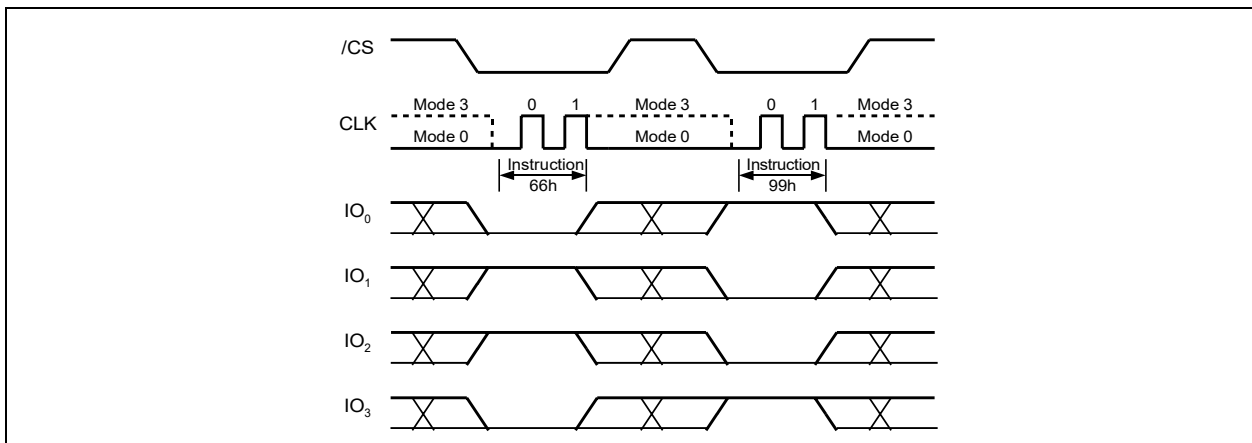 /CS
Mode 3 0 1 Mode 3 0 1 Mode 3
CLK
Mode 0 Mode 0 Mode 0
Instruction Instruction
66h 99h
IO0
IO1
IO2
IO3